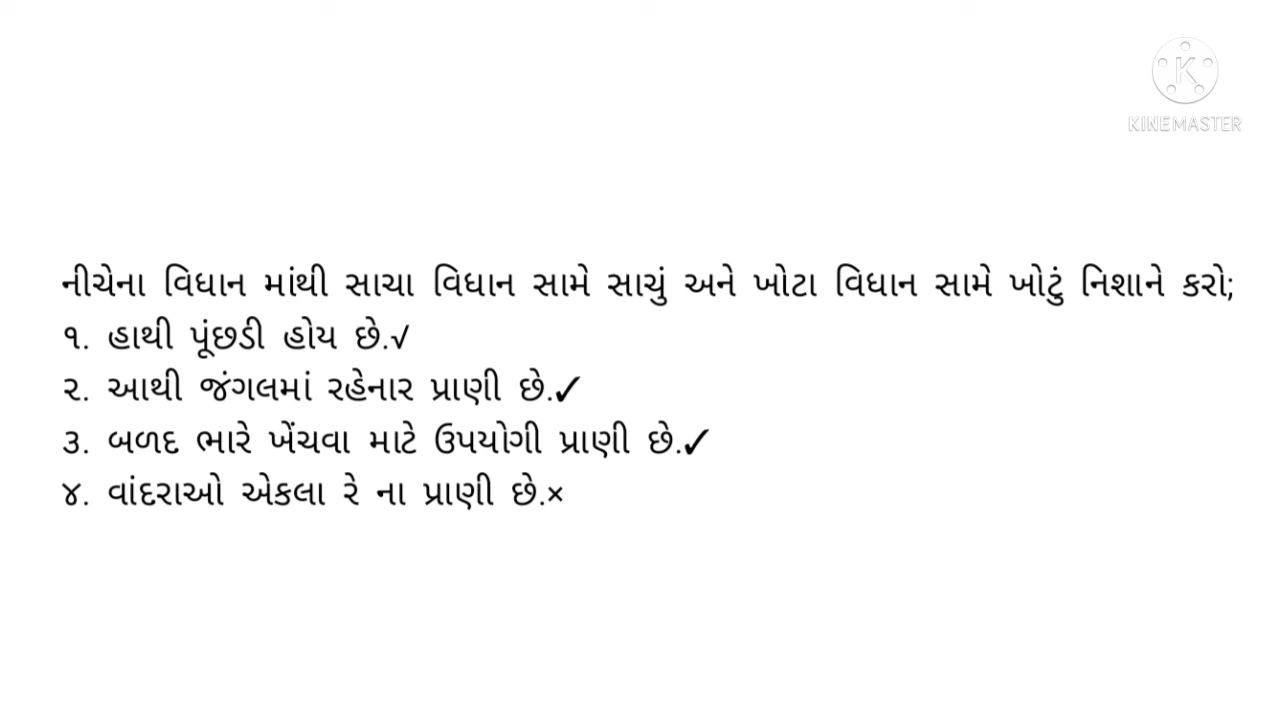 KINEMASTER
નીચેના વિધાન માંથી સાચા વિધાન સામે સાચું અને ખોટા વિધાન સામે ખોટું નિશાને કરો;
૧. હાથી પૂંછડી હોય છે.√
૨. આથી જંગલમાં રહેનાર પ્રાણી છે.✓
૩. બળદ ભારે ખેંચવા માટે ઉપયોગી પ્રાણી છે.✓
૪. વાંદરાઓ એકલા રે ના પ્રાણી છે.×